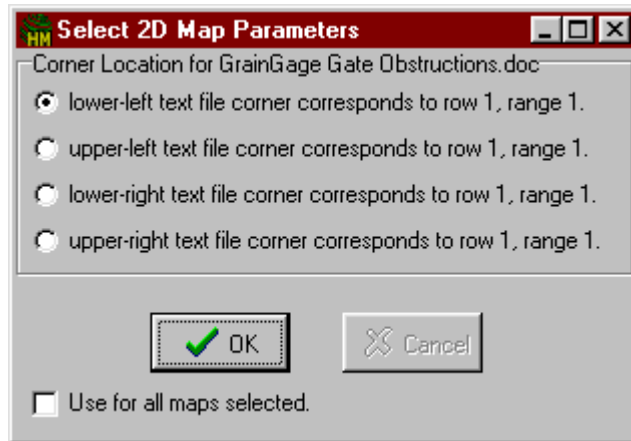 HM Select 2D Map Parameters
Corner Location for GrainGage Gate Obstructions.doc
lower-left text file corner corresponds to row 1, range 1.
upper-left text file corner corresponds to row 1, range 1.
lower-right text file corner corresponds to row 1, range 1.
upper-right text file corner corresponds to row 1, range 1.
OK Cancel
Use for all maps selected.